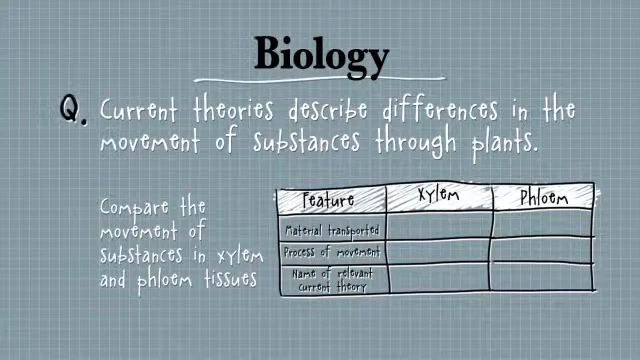 Biology
Q. Current theories describe differences in the
movement of substances through plants.
Compare the
movement of
substances in xylem
and phloem tissues
Feature Xylem Phloem
Material transported
Process of movement
Name of relevant
current theory